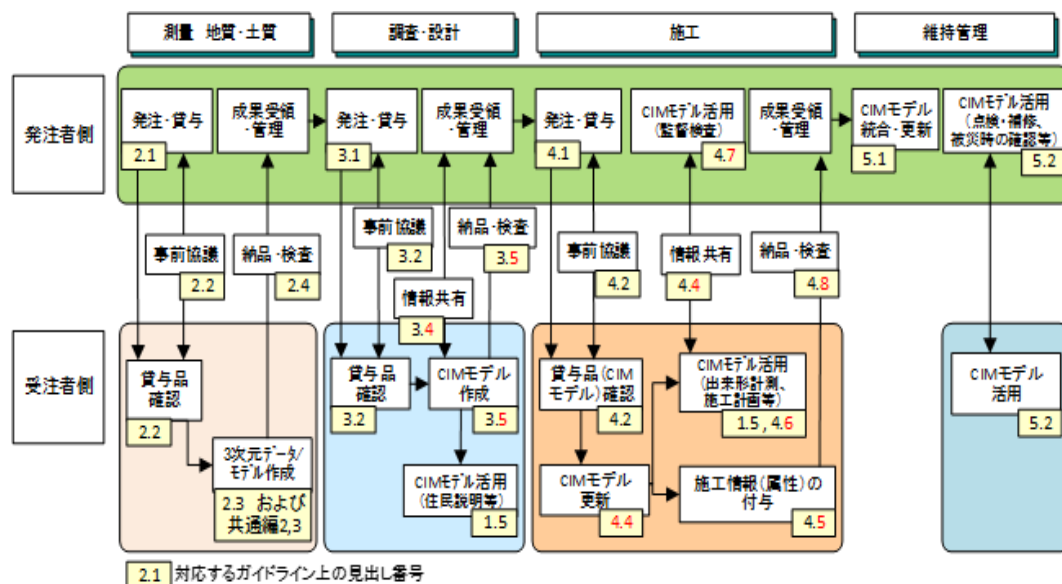 測量 地質・土質
調査・設計
施工
維持管理
発注者側
発注・貸与
2.1
成果受領
・管理
発注・貸与
3.1
成果受領
・管理
発注・貸与
4.1
CIMモデル活用
(監督検査)
4.7
成果受領
・管理
CIMモデル
統合・更新
5.1
CIMモデル活用
(点検・補修、
被災時の確認等)
5.2
事前協議
2.2
納品・検査
2.4
事前協議
3.2
納品・検査
3.5
情報共有
3.4
事前協議
4.2
情報共有
4.4
納品・検査
4.8
受注者側
貸与品
確認
2.2
3次元データ/
モデル作成
2.3 および
共通編2,3
貸与品
確認
3.2
CIMモデル
作成
3.5
CIMモデル活用
(住民説明等)
1.5
貸与品(CIM
モデル)確認
4.2
CIMモデル活用
(出来形計測、
施工計画等)
1.5 , 4.6
CIMモデル
更新
4.4
施工情報(属性)の
付与
4.5
CIMモデル
活用
5.2
2.1 対応するガイドライン上の見出し番号